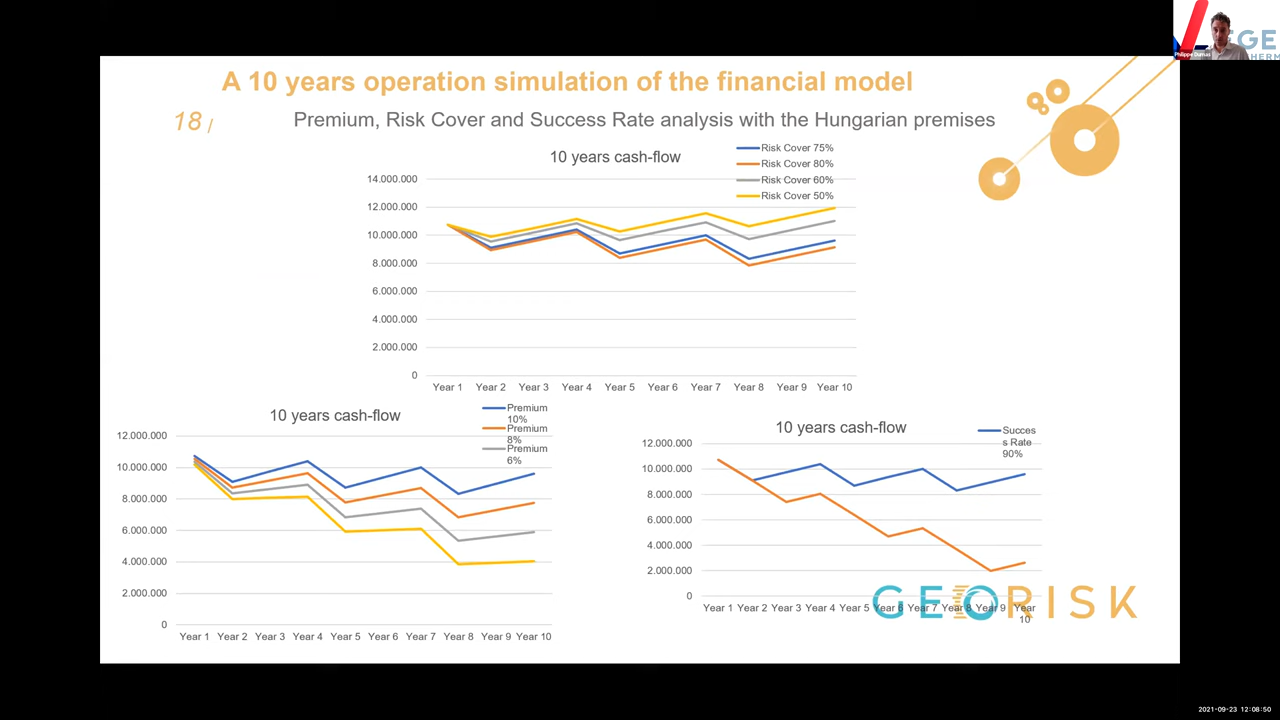 Philippe Dumas
EGE
HERM
A 10 years operation simulation of the financial model
18 /
Premium, Risk Cover and Success Rate analysis with the Hungarian premises
10 years cash-flow
Risk Cover 75%
Risk Cover 80%
Risk Cover 60%
Risk Cover 50%
14.000.000
12.000.000
10.000.000
8.000.000
6.000.000
4.000.000
2.000.000
0
Year 1 Year 2 Year 3 Year 4 Year 5 Year 6 Year 7 Year 8 Year 9 Year 10
10 years cash-flow
Premium
10%
Premium
8%
Premium
6%
12.000.000
10.000.000
8.000.000
6.000.000
4.000.000
2.000.000
0
Year 1 Year 2 Year 3 Year 4 Year 5 Year 6 Year 7 Year 8 Year 9 Year 10
10 years cash-flow
Succes
s Rate
90%
12.000.000
10.000.000
8.000.000
6.000.000
4.000.000
2.000.000
0
Year 1 Year 2 Year 3 Year 4 Year 5 Year 6 Year 7 Year 8 Year 9 Year
10
GEORISK
2021-09-23 12:08:50